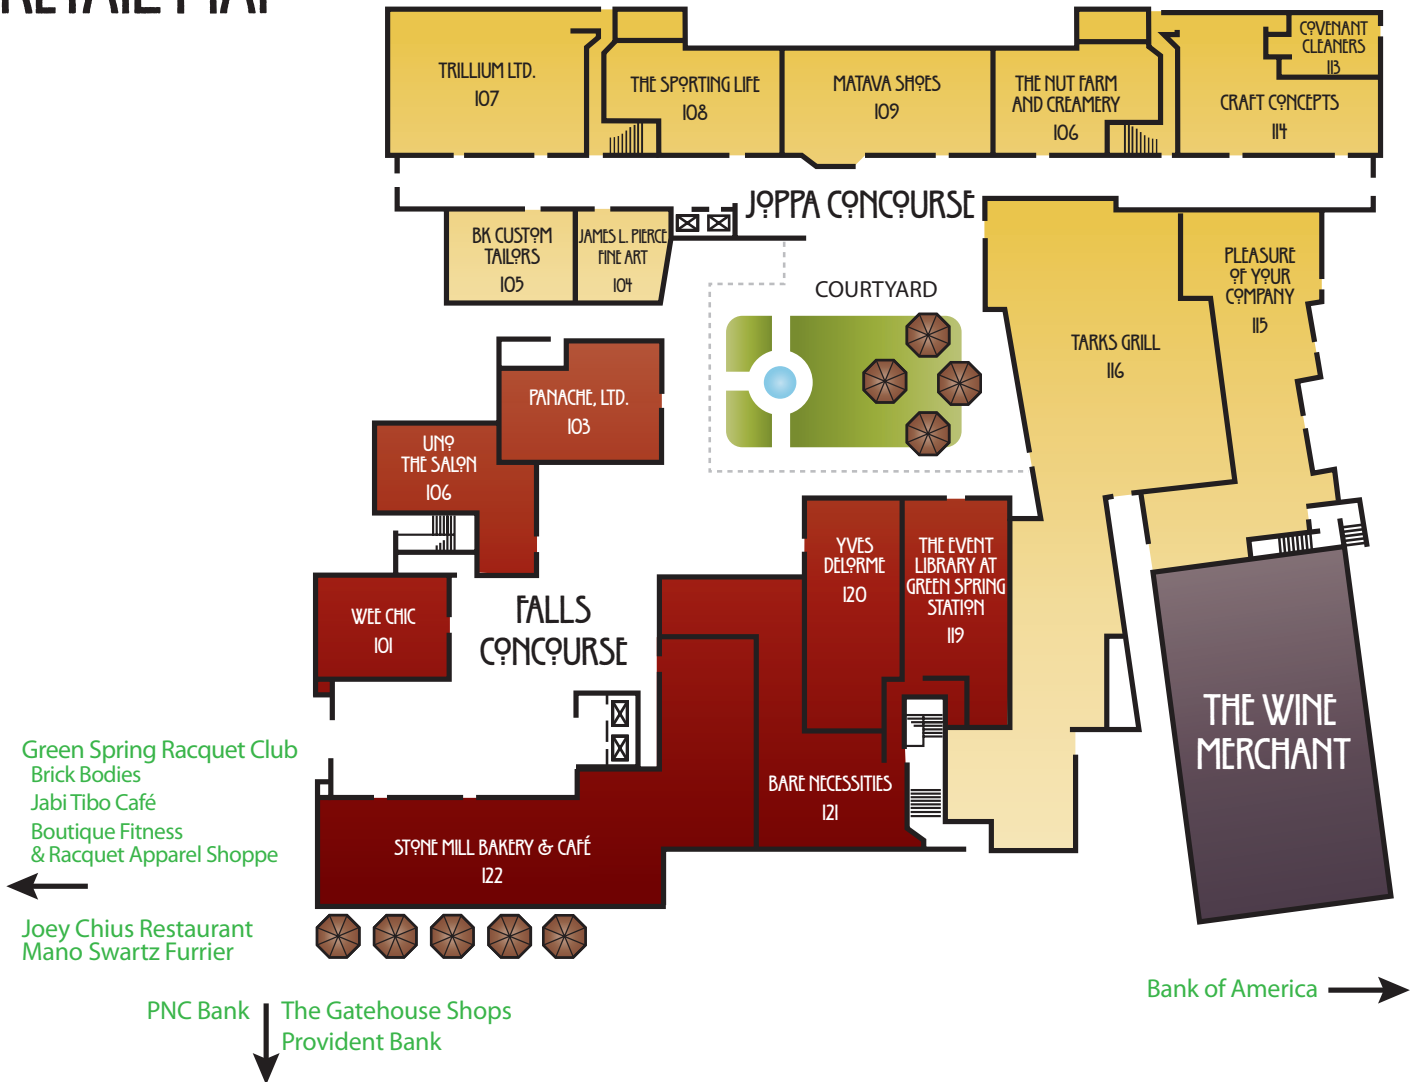 RETAIL MAP
TRILLIUM LTD.
107
THE SPORTING LIFE
108
MATAVA SHOES
109
THE NUT FARM
AND CREAMERY
106
COVENANT
CLEANERS
113
CRAFT CONCEPTS
114
JOPPA CONCOURSE
BK CUSTOM
TAILORS
105
JAMES L. PIERCE
FINE ART
104
PLEASURE
OF YOUR
COMPANY
115
COURTYARD
TARKS GRILL
116
PANACHE, LTD.
103
UNO
THE SALON
106
YVES
DELORME
120
THE EVENT
LIBRARY AT
GREEN SPRING
STATION
119
WEE CHIC
101
FALLS
CONCOURSE
THE WINE
MERCHANT
Green Spring Racquet Club
Brick Bodies
Jabi Tibo Café
Boutique Fitness
& Racquet Apparel Shoppe
BARE NECESSITIES
121
STONE MILL BAKERY & CAFÉ
122
Joey Chius Restaurant
Mano Swartz Furrier
Bank of America
PNC Bank
The Gatehouse Shops
Provident Bank